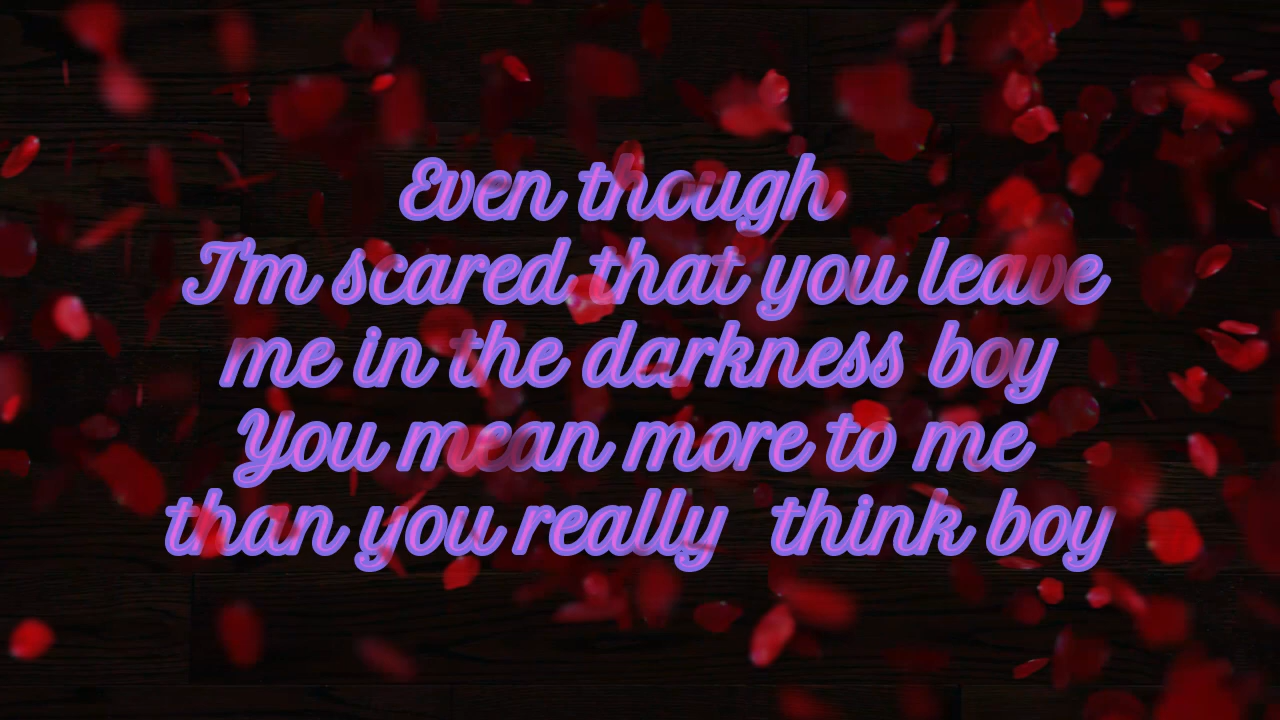 Even though
I'm scared that you leave
me in the darkness boy
You mean more to me
than you really think boy